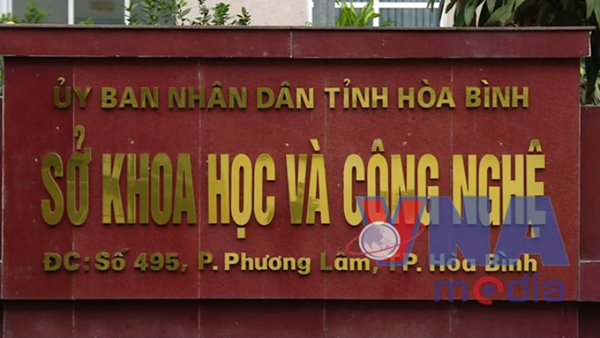 ỦY BAN NHÂN DÂN TỈNH HÒA BÌNH
SỞ KHOA HỌC VÀ CÔNG NGHỆ
ĐC: Số 495, P. Phương Lâm, TP. Hòa Bình
VNA
media